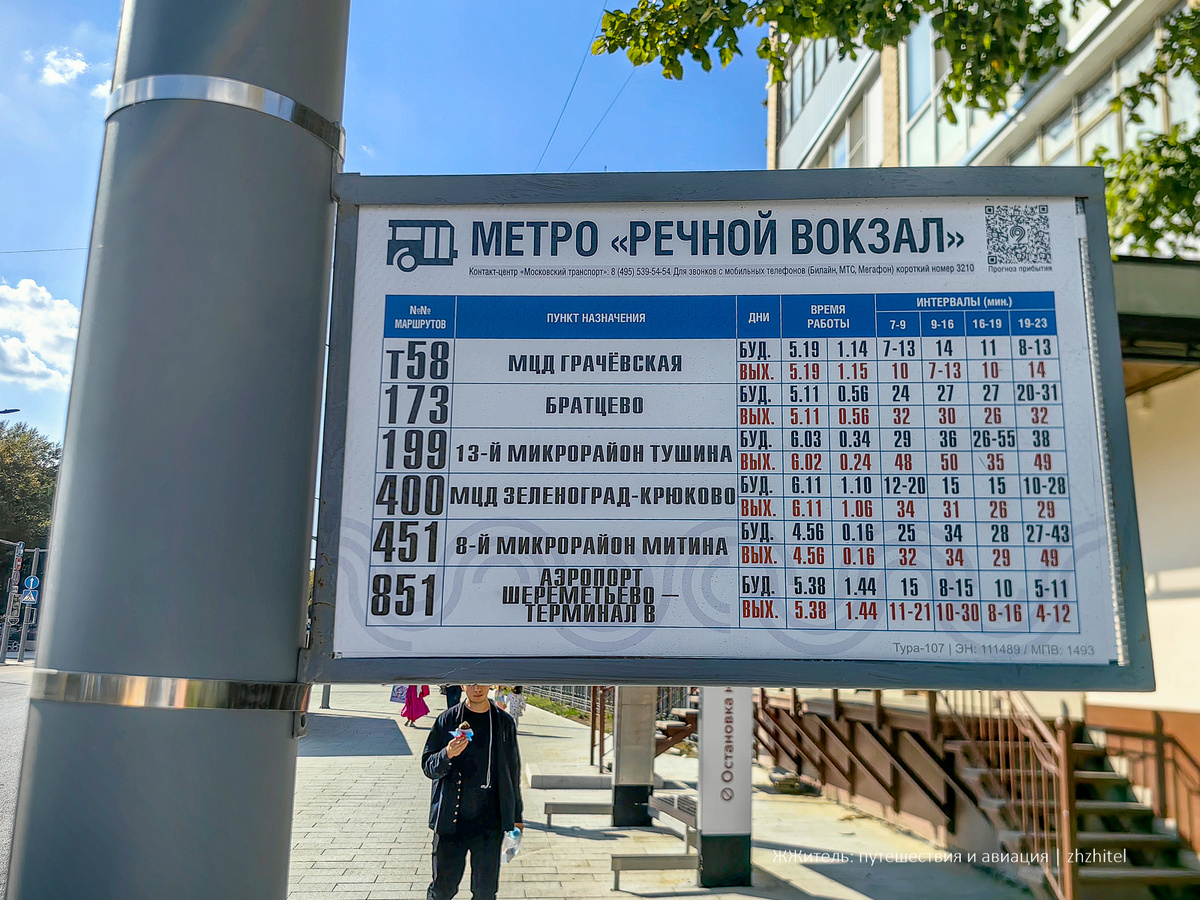 МЕТРО «РЕЧНОЙ ВОКЗАЛ»
Контакт-центр «Московский транспорт»: 8 (495) 539-54-54 Для звонков с мобильных телефонов (Билайн, МТС, Мегафон) короткий номер 3210
Прогноз прибытия
№№ МАРШРУТОВ ПУНКТ НАЗНАЧЕНИЯ ДНИ ВРЕМЯ РАБОТЫ ИНТЕРВАЛЫ (мин.)
7-9 9-16 16-19 19-23
т58 МЦД ГРАЧЁВСКАЯ БУД. 5.19 1.14 7-13 14 11 8-13
ВЫХ. 5.19 1.15 10 7-13 10 14
173 БРАТЦЕВО БУД. 5.11 0.56 24 27 27 20-31
ВЫХ. 5.11 0.56 32 30 26 32
199 13-Й МИКРОРАЙОН ТУШИНА БУД. 6.03 0.34 29 36 26-55 38
ВЫХ. 6.02 0.24 48 50 35 49
400 МЦД ЗЕЛЕНОГРАД-КРЮКОВО БУД. 6.11 1.10 12-20 15 15 10-28
ВЫХ. 6.11 1.06 34 31 26 29
451 8-Й МИКРОРАЙОН МИТИНА БУД. 4.56 0.16 25 34 28 27-43
ВЫХ. 4.56 0.16 32 34 29 49
851 АЭРОПОРТ ШЕРЕМЕТЬЕВО – ТЕРМИНАЛ B БУД. 5.38 1.44 15 8-15 10 5-11
ВЫХ. 5.38 1.44 11-21 10-30 8-16 4-12
Тура-107 | ЭН: 111489 / МПВ: 1493
Остановка
ЖЖитель: путешествия и авиация | zhzhitel